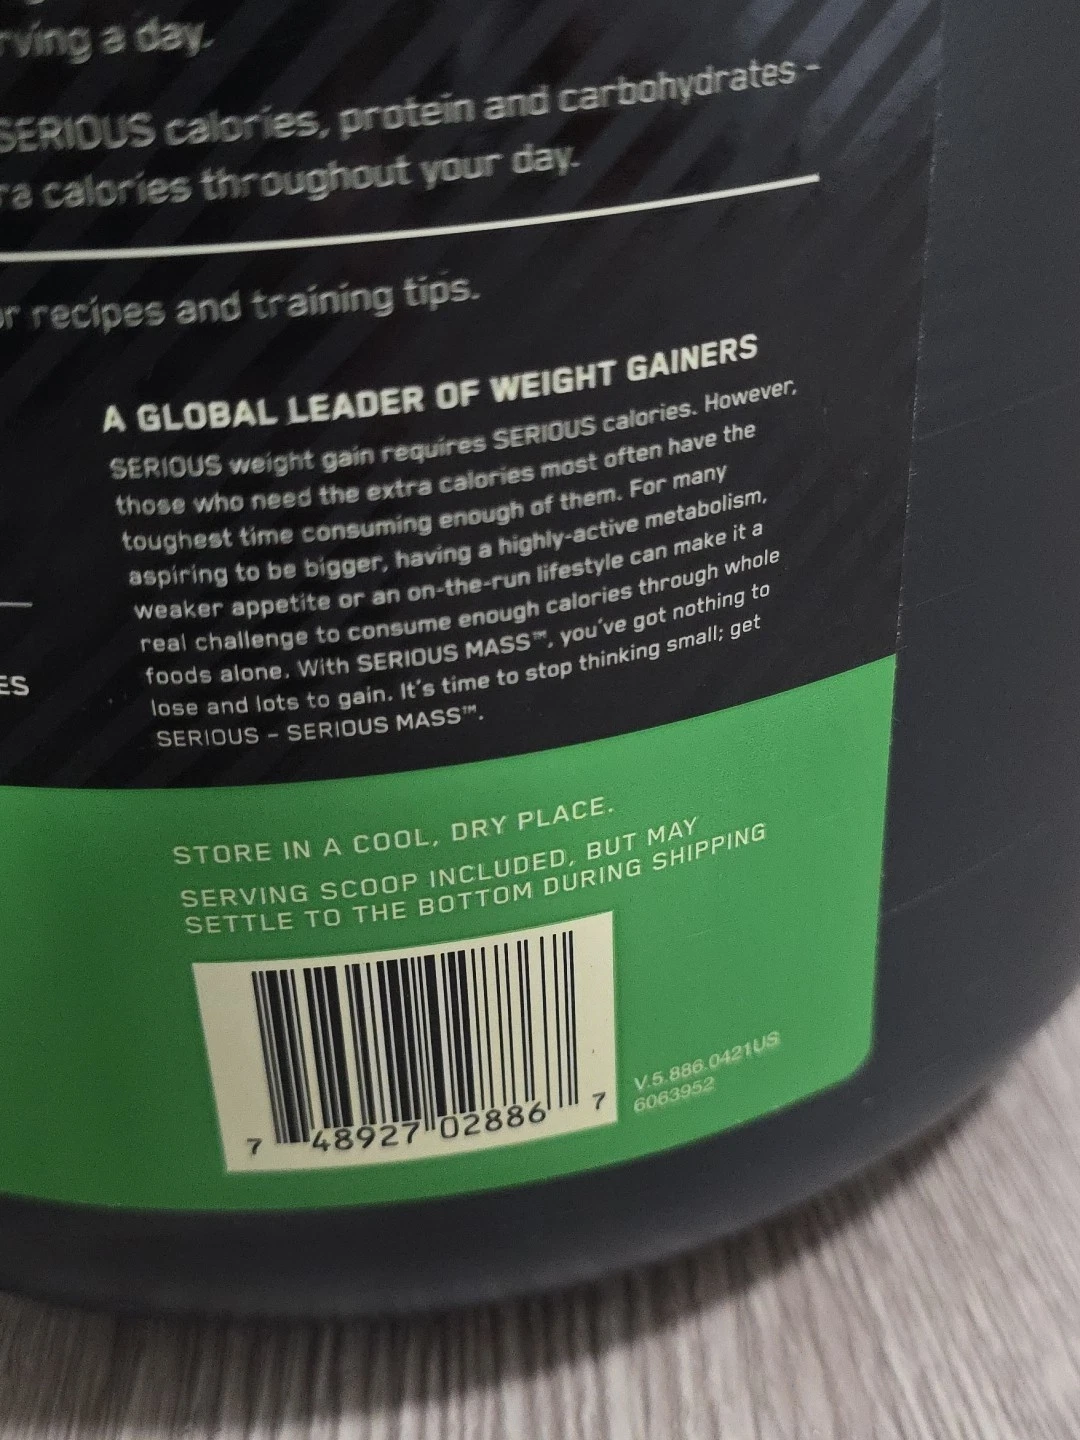 rving a day.
SERIOUS calories, protein and carbohydrates -
ra calories throughout your day.
or recipes and training tips.
A GLOBAL LEADER OF WEIGHT GAINERS
SERIOUS weight gain requires SERIOUS calories. However,
those who need the extra calories most often have the
toughest time consuming enough of them. For many
aspiring to be bigger, having a highly-active metabolism,
weaker appetite or an on-the-run lifestyle can make it a
real challenge to consume enough calories through whole
foods alone. With SERIOUS MASS™, you've got nothing to
lose and lots to gain. It's time to stop thinking small; get
SERIOUS – SERIOUS MASS™.
ES
STORE IN A COOL, DRY PLACE.
SERVING SCOOP INCLUDED, BUT MAY
SETTLE TO THE BOTTOM DURING SHIPPING
7 48927 02886 7
V.5.886.0421US
6063952